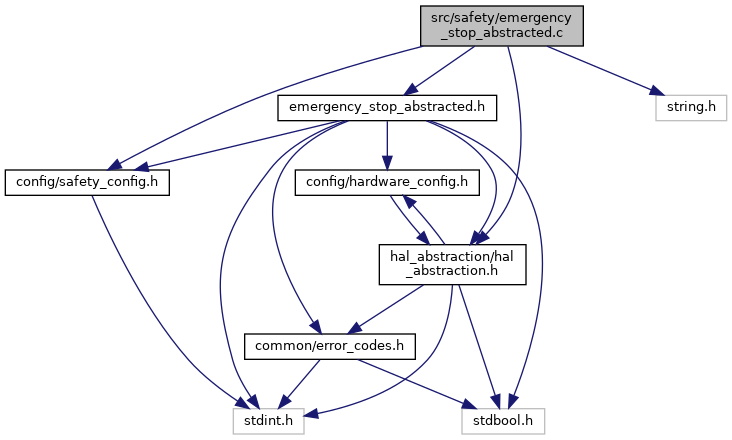 src/safety/emergency
_stop_abstracted.c
emergency_stop_abstracted.h
string.h
config/safety_config.h
config/hardware_config.h
hal_abstraction/hal
_abstraction.h
common/error_codes.h
stdint.h
stdbool.h